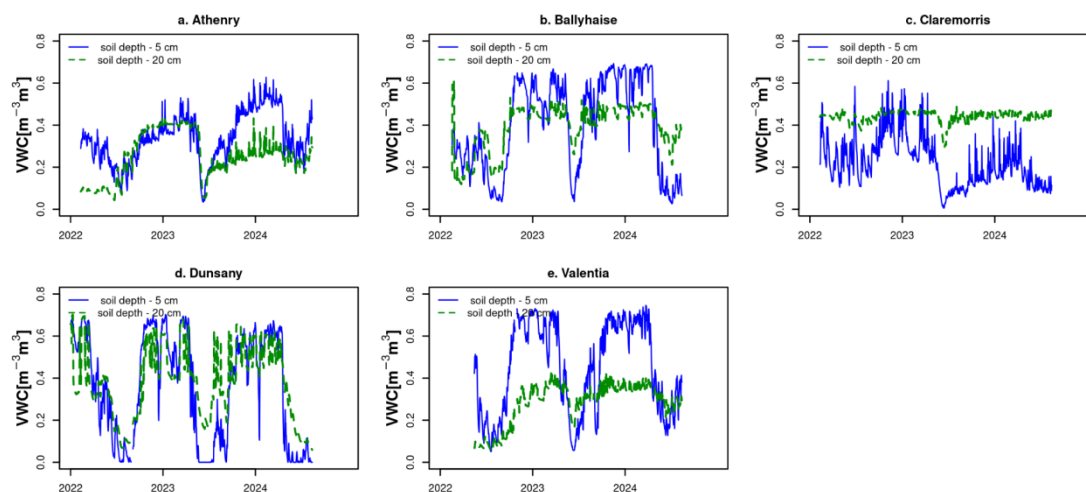 a. Athenry
soil depth - 5 cm
soil depth - 20 cm
VWC[m⁻³m³]
0.0 0.2 0.4 0.6 0.8
2022 2023 2024
b. Ballyhaise
soil depth - 5 cm
soil depth - 20 cm
VWC[m⁻³m³]
0.0 0.2 0.4 0.6 0.8
2022 2023 2024
c. Claremorris
soil depth - 5 cm
soil depth - 20 cm
VWC[m⁻³m³]
0.0 0.2 0.4 0.6 0.8
2022 2023 2024
d. Dunsany
soil depth - 5 cm
soil depth - 20 cm
VWC[m⁻³m³]
0.0 0.2 0.4 0.6 0.8
2022 2023 2024
e. Valentia
soil depth - 5 cm
soil depth - 20 cm
VWC[m⁻³m³]
0.0 0.2 0.4 0.6 0.8
2022 2023 2024